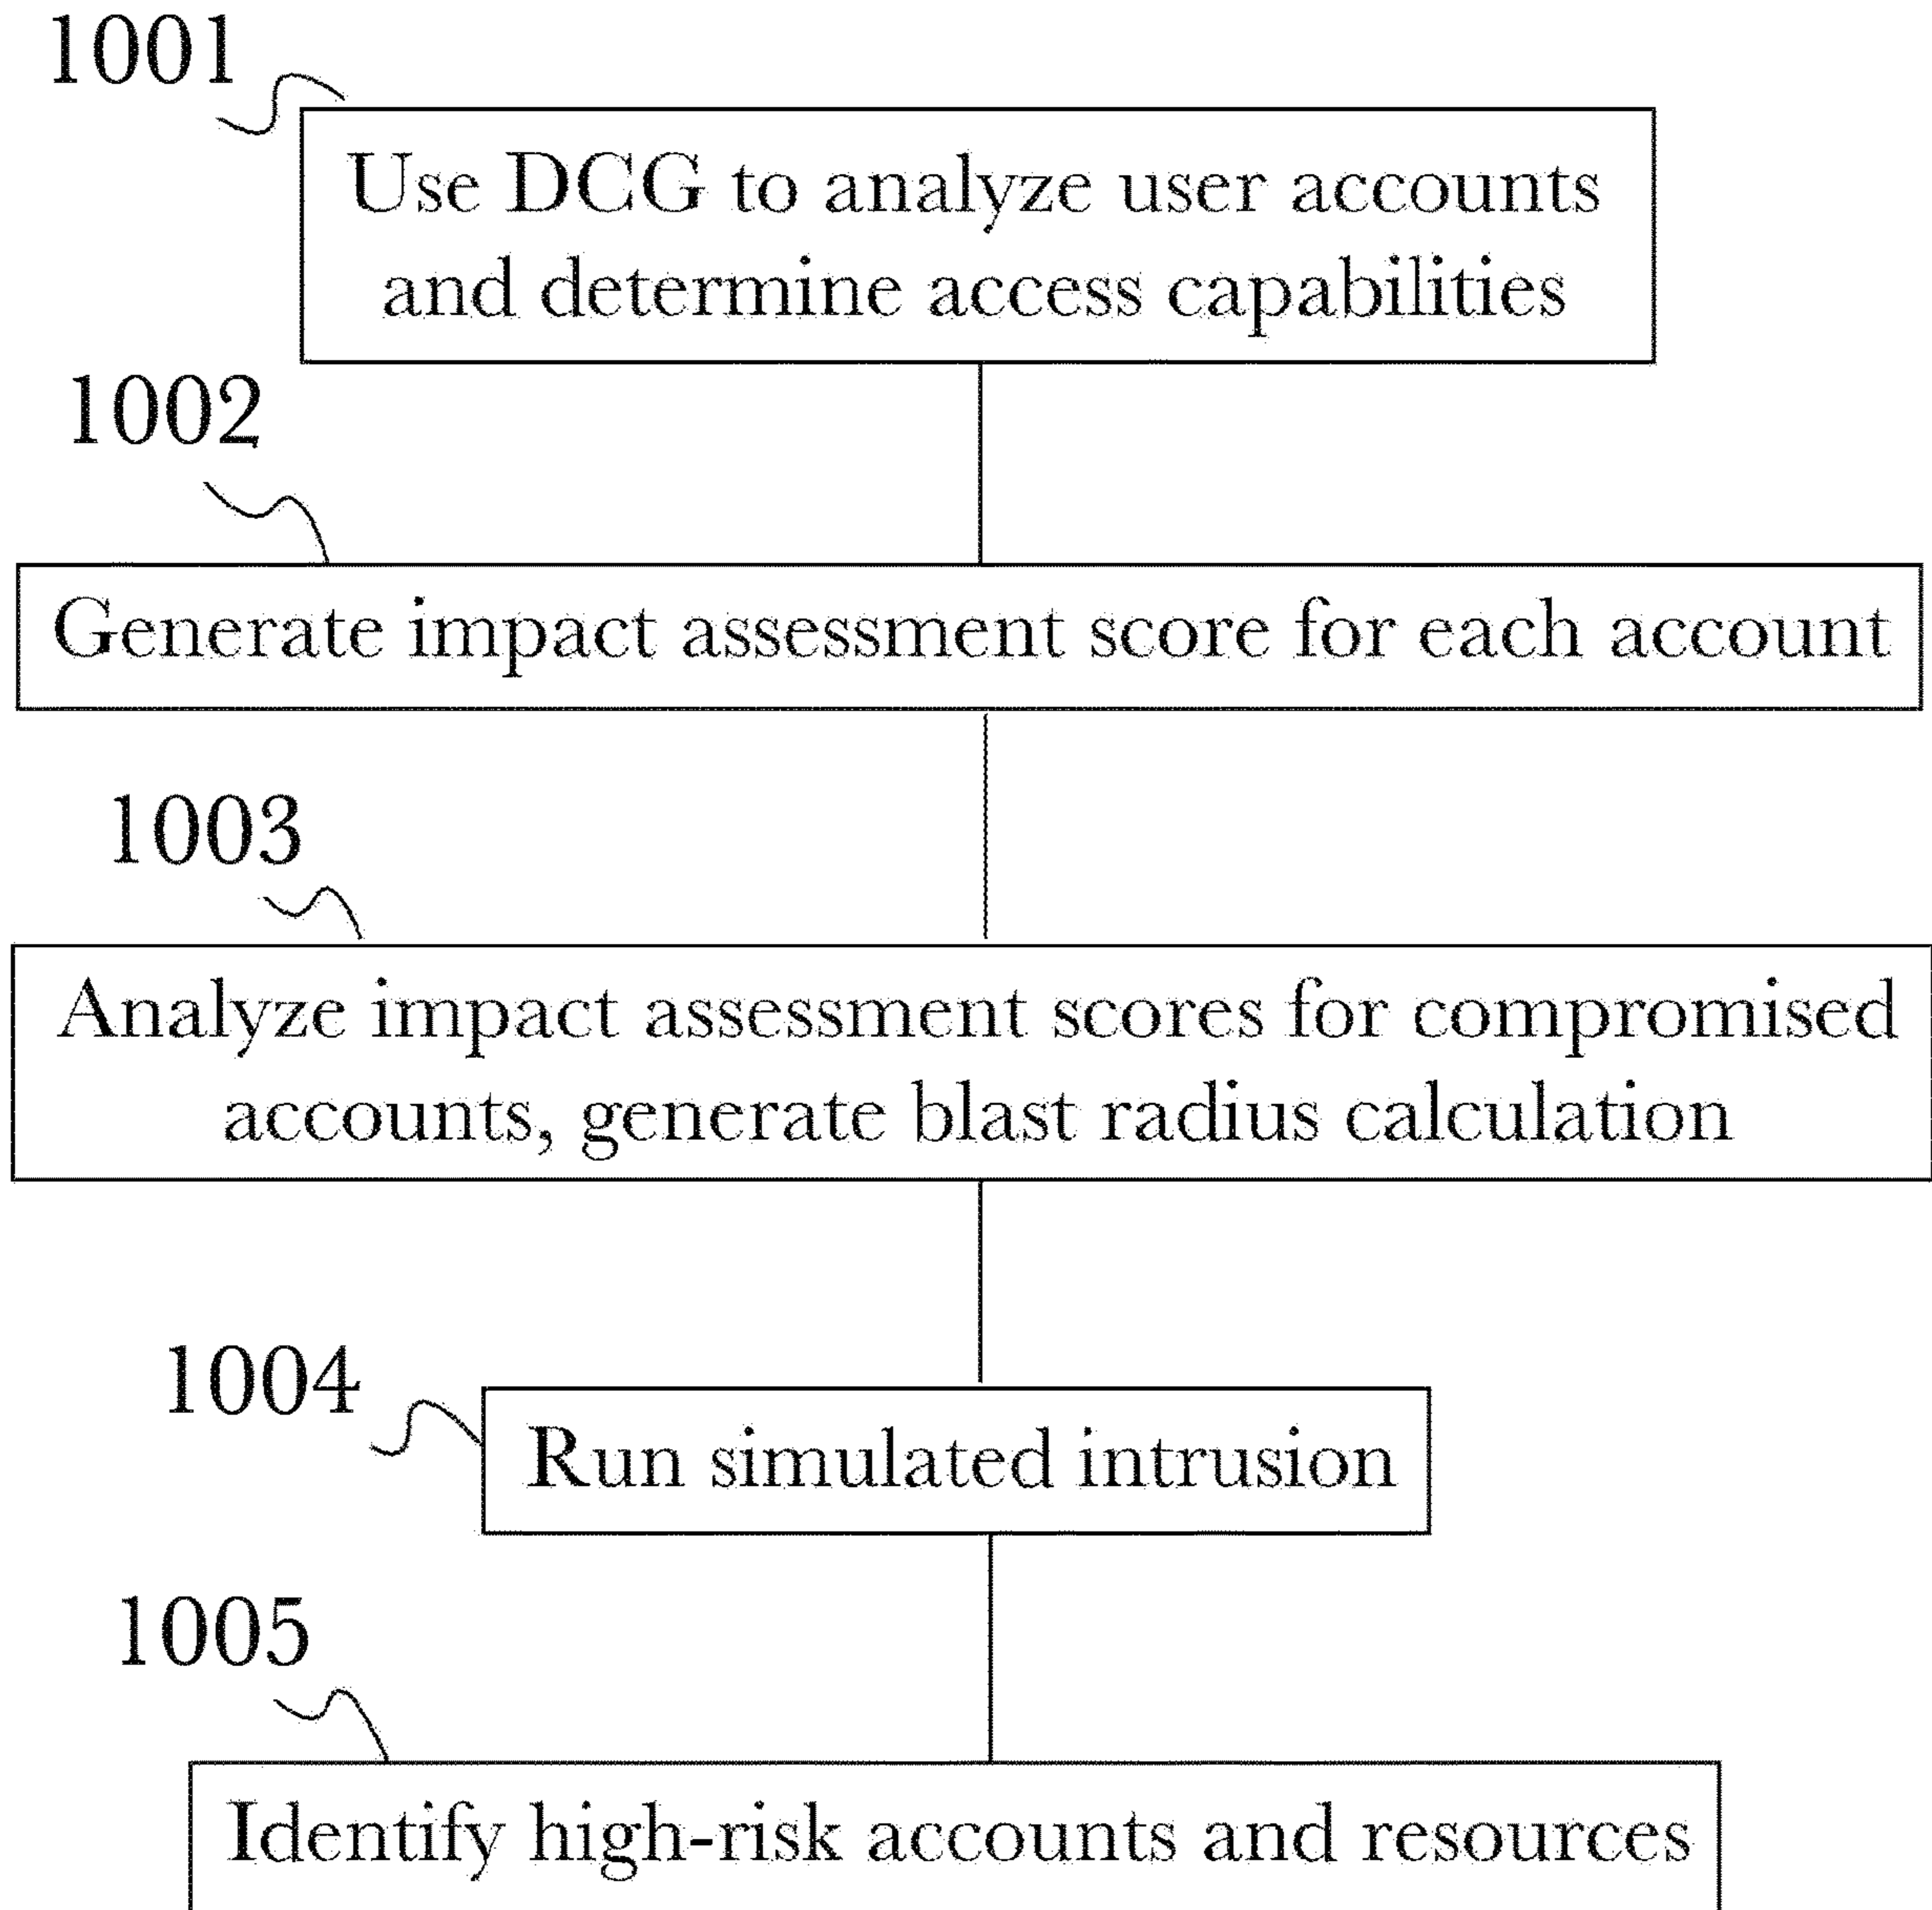 1001
Use DCG to analyze user accounts
and determine access capabilities
1002
Generate impact assessment score for each account
1003
Analyze impact assessment scores for compromised
accounts, generate blast radius calculation
1004
Run simulated intrusion
1005
Identify high-risk accounts and resources